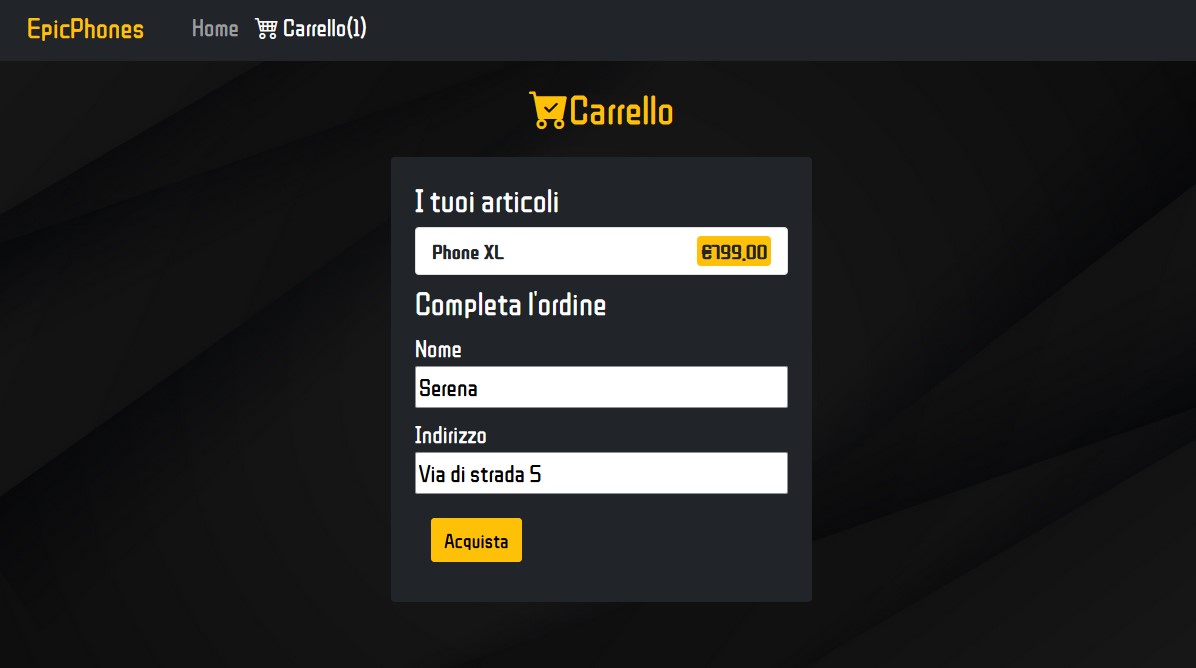 EpicPhones Home Carrello(1)
Carrello
I tuoi articoli
Phone XL €799,00
Completa l'ordine
Nome
Serena
Indirizzo
Via di strada 5
Acquista